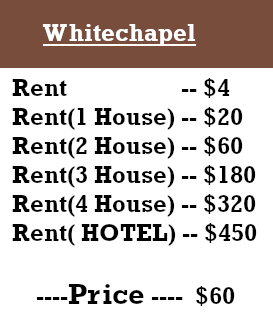 Whitechapel
Rent -- $4
Rent(1 House) -- $20
Rent(2 House) -- $60
Rent(3 House) -- $180
Rent(4 House) -- $320
Rent( HOTEL) -- $450
----Price ---- $60